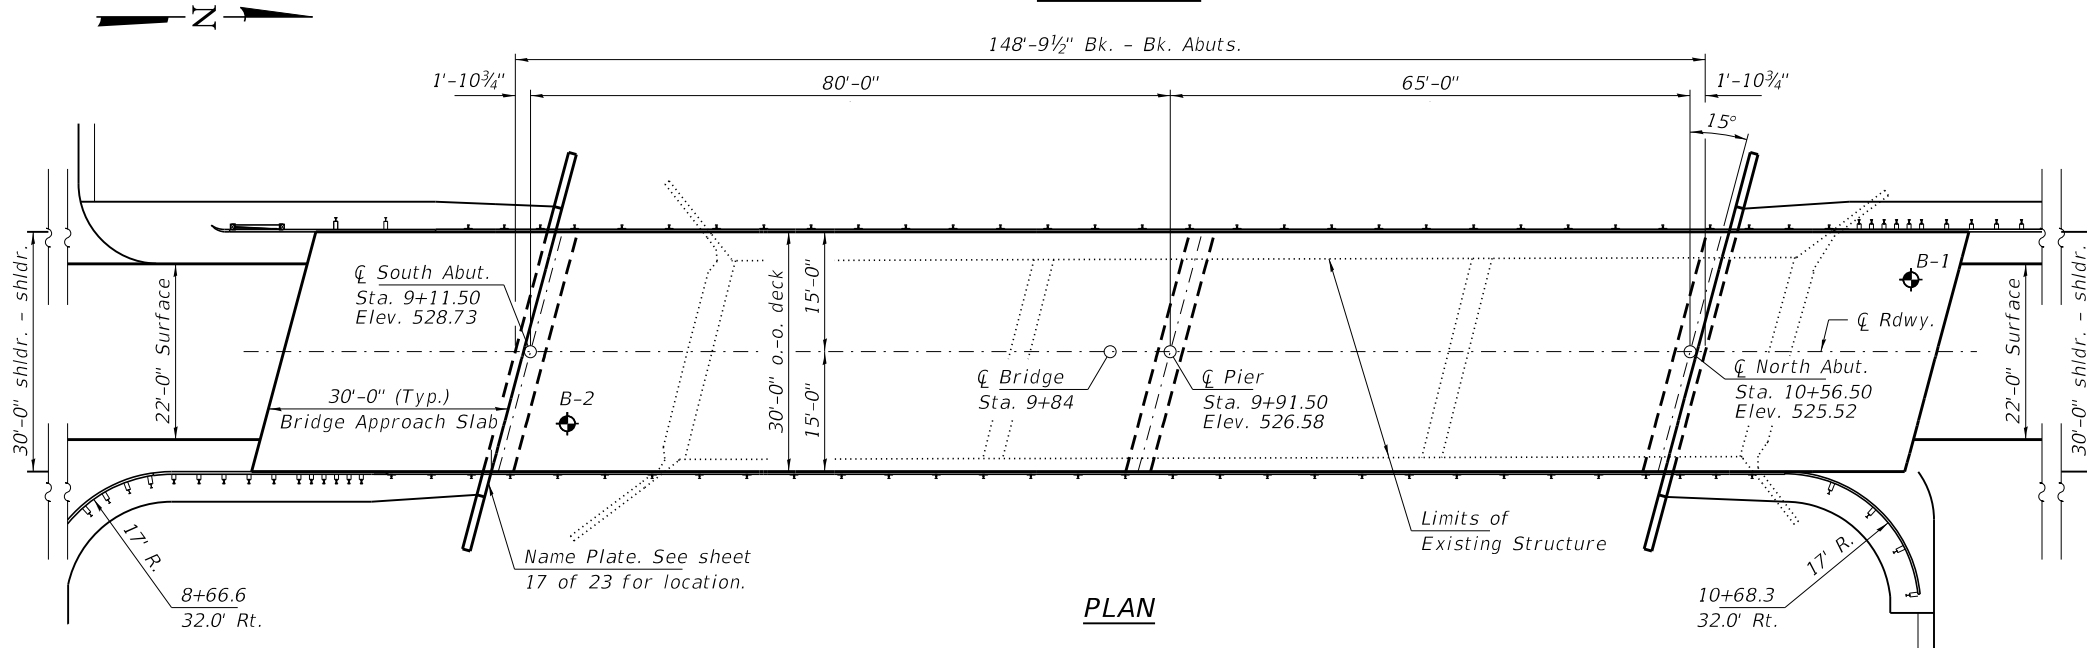 N
148'-9½" Bk. - Bk. Abuts.
1'-10¾"
80'-0"
65'-0"
1'-10¾"
15°
30'-0" shldr. - shldr.
22'-0" Surface
℄ South Abut.
Sta. 9+11.50
Elev. 528.73
30'-0" (Typ.)
Bridge Approach Slab
B-2
30'-0" o.-o. deck
15'-0"
15'-0"
℄ Bridge
Sta. 9+84
℄ Pier
Sta. 9+91.50
Elev. 526.58
B-1
℄ Rdwy.
℄ North Abut.
Sta. 10+56.50
Elev. 525.52
22'-0" Surface
30'-0" shldr. - shldr.
Limits of
Existing Structure
Name Plate. See sheet
17 of 23 for location.
17' R.
8+66.6
32.0' Rt.
17' R.
10+68.3
32.0' Rt.
PLAN